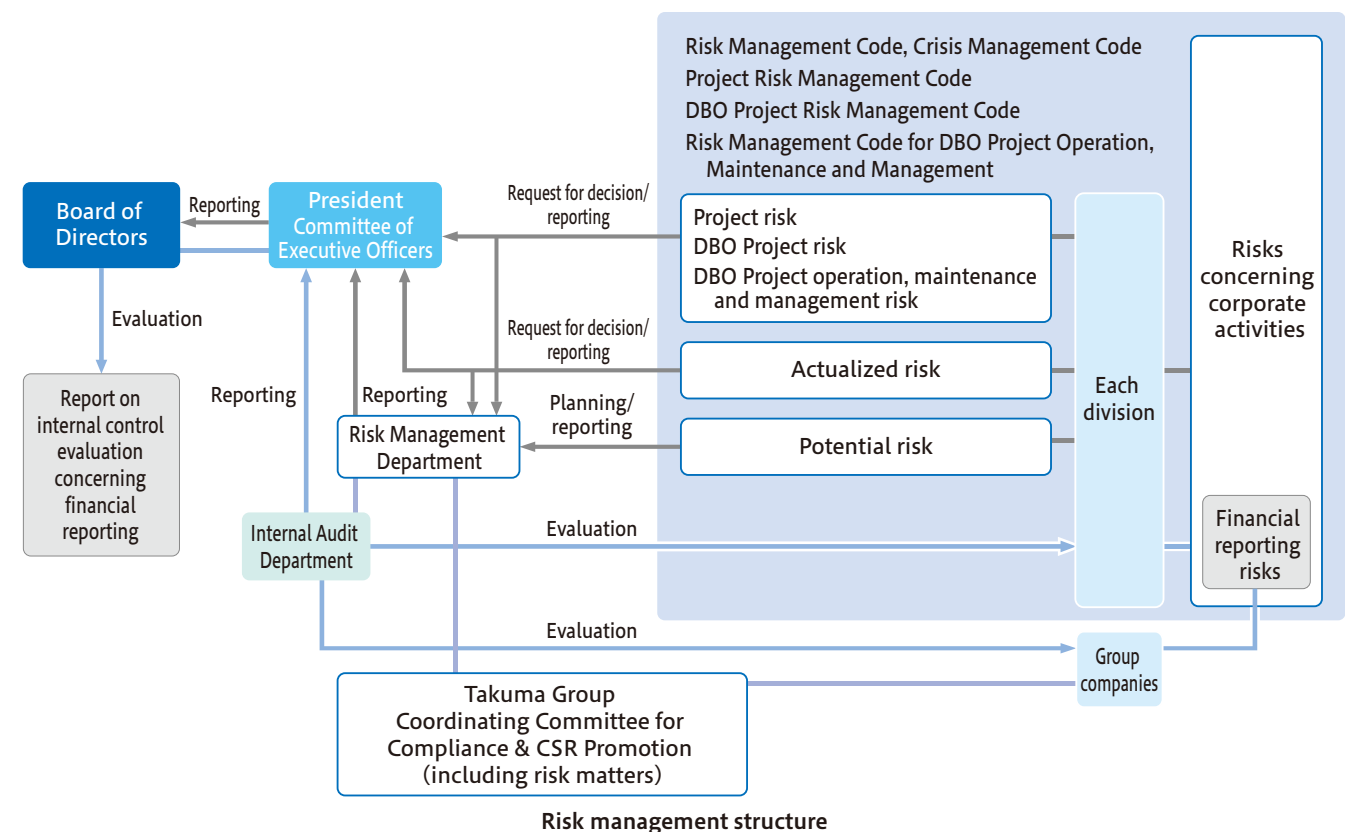 Risk Management Code, Crisis Management Code
Project Risk Management Code
DBO Project Risk Management Code
Risk Management Code for DBO Project Operation,
Maintenance and Management
Board of
Directors
Reporting
President
Committee of
Executive Officers
Request for decision/
reporting
Project risk
DBO Project risk
DBO Project operation, maintenance
and management risk
Risks
concerning
corporate
activities
Evaluation
Request for decision/
reporting
Actualized risk
Each
division
Report on
internal control
evaluation
concerning
financial
reporting
Reporting
Reporting
Planning/
reporting
Risk Management
Department
Potential risk
Internal Audit
Department
Evaluation
Financial
reporting
risks
Evaluation
Group
companies
Takuma Group
Coordinating Committee for
Compliance & CSR Promotion
(including risk matters)
Risk management structure